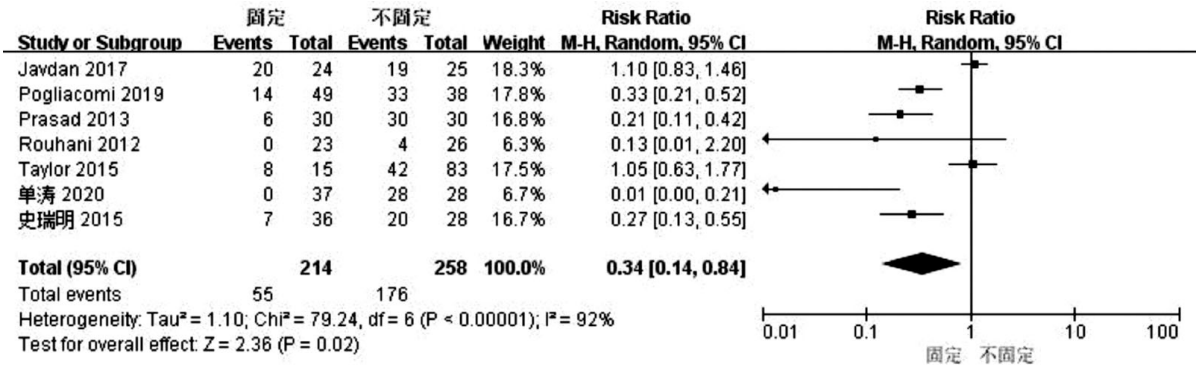 固定 不固定 Risk Ratio Risk Ratio
Study or Subgroup Events Total Events Total Weight M-H, Random, 95% CI M-H, Random, 95% CI
Javdan 2017 20 24 19 25 18.3% 1.10 [0.83, 1.46]
Pogliacomi 2019 14 49 33 38 17.8% 0.33 [0.21, 0.52]
Prasad 2013 6 30 30 30 16.8% 0.21 [0.11, 0.42]
Rouhani 2012 0 23 4 26 6.3% 0.13 [0.01, 2.20]
Taylor 2015 8 15 42 83 17.5% 1.05 [0.63, 1.77]
单涛 2020 0 37 28 28 6.7% 0.01 [0.00, 0.21]
史瑞明 2015 7 36 20 28 16.7% 0.27 [0.13, 0.55]
Total (95% CI) 214 258 100.0% 0.34 [0.14, 0.84]
Total events 55 176
Heterogeneity: Tau² = 1.10; Chi² = 79.24, df = 6 (P < 0.00001); I² = 92%
Test for overall effect: Z = 2.36 (P = 0.02)
0.01 0.1 1 10 100
固定 不固定